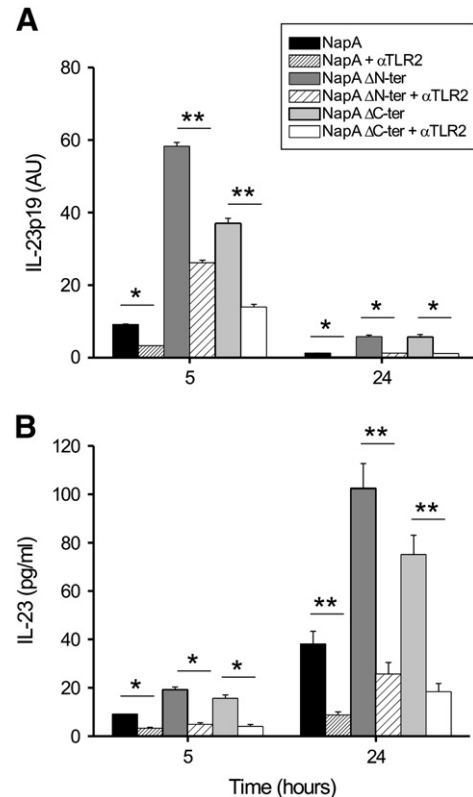 A
NapA
NapA + αTLR2
NapA ΔN-ter
NapA ΔN-ter + αTLR2
NapA ΔC-ter
NapA ΔC-ter + αTLR2
IL-23p19 (AU)
80
60
40
20
0
*
**
**
*
*
*
5
24
B
IL-23 (pg/ml)
120
100
80
60
40
20
0
*
*
*
**
**
**
5
24
Time (hours)